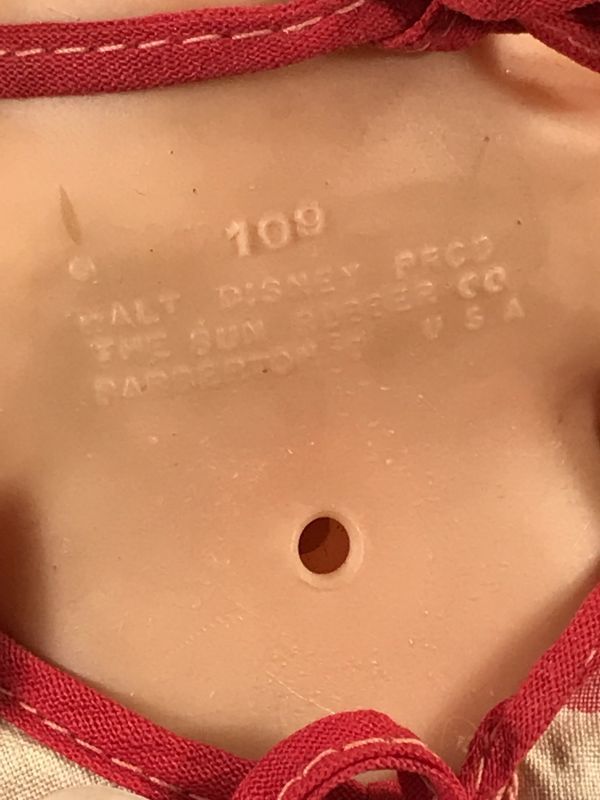 109
WALT DISNEY PROD
THE SUN RUBBER CO
BARBERTON U S A